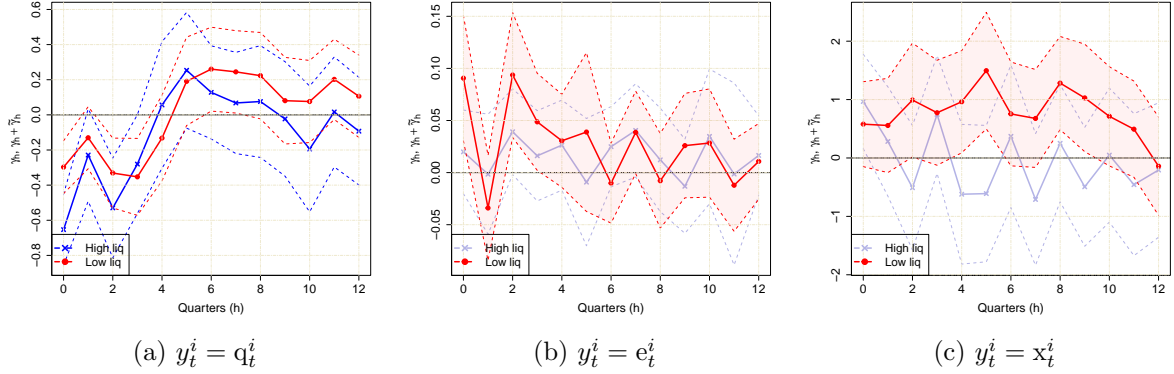 γₕ, γₕ + γ̃ₕ
0.6
0.4
0.2
0.0
−0.2
−0.4
−0.6
−0.8
High liq
Low liq
0 2 4 6 8 10 12
Quarters (h)
(a) yₜⁱ = qₜⁱ
γₕ, γₕ + γ̃ₕ
0.15
0.10
0.05
0.00
−0.05
High liq
Low liq
0 2 4 6 8 10 12
Quarters (h)
(b) yₜⁱ = eₜⁱ
γₕ, γₕ + γ̃ₕ
2
1
0
−1
−2
High liq
Low liq
0 2 4 6 8 10 12
Quarters (h)
(c) yₜⁱ = xₜⁱ